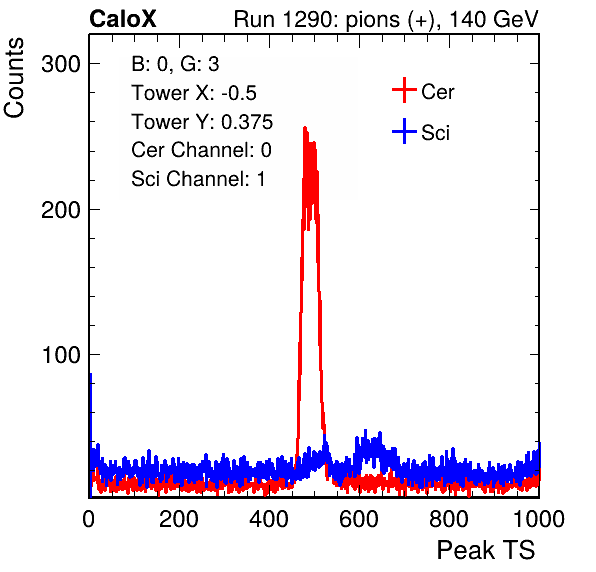 CaloX Run 1290: pions (+), 140 GeV
Counts
300
200
100
B: 0, G: 3
Tower X: -0.5
Tower Y: 0.375
Cer Channel: 0
Sci Channel: 1
Cer
Sci
0 200 400 600 800 1000
Peak TS